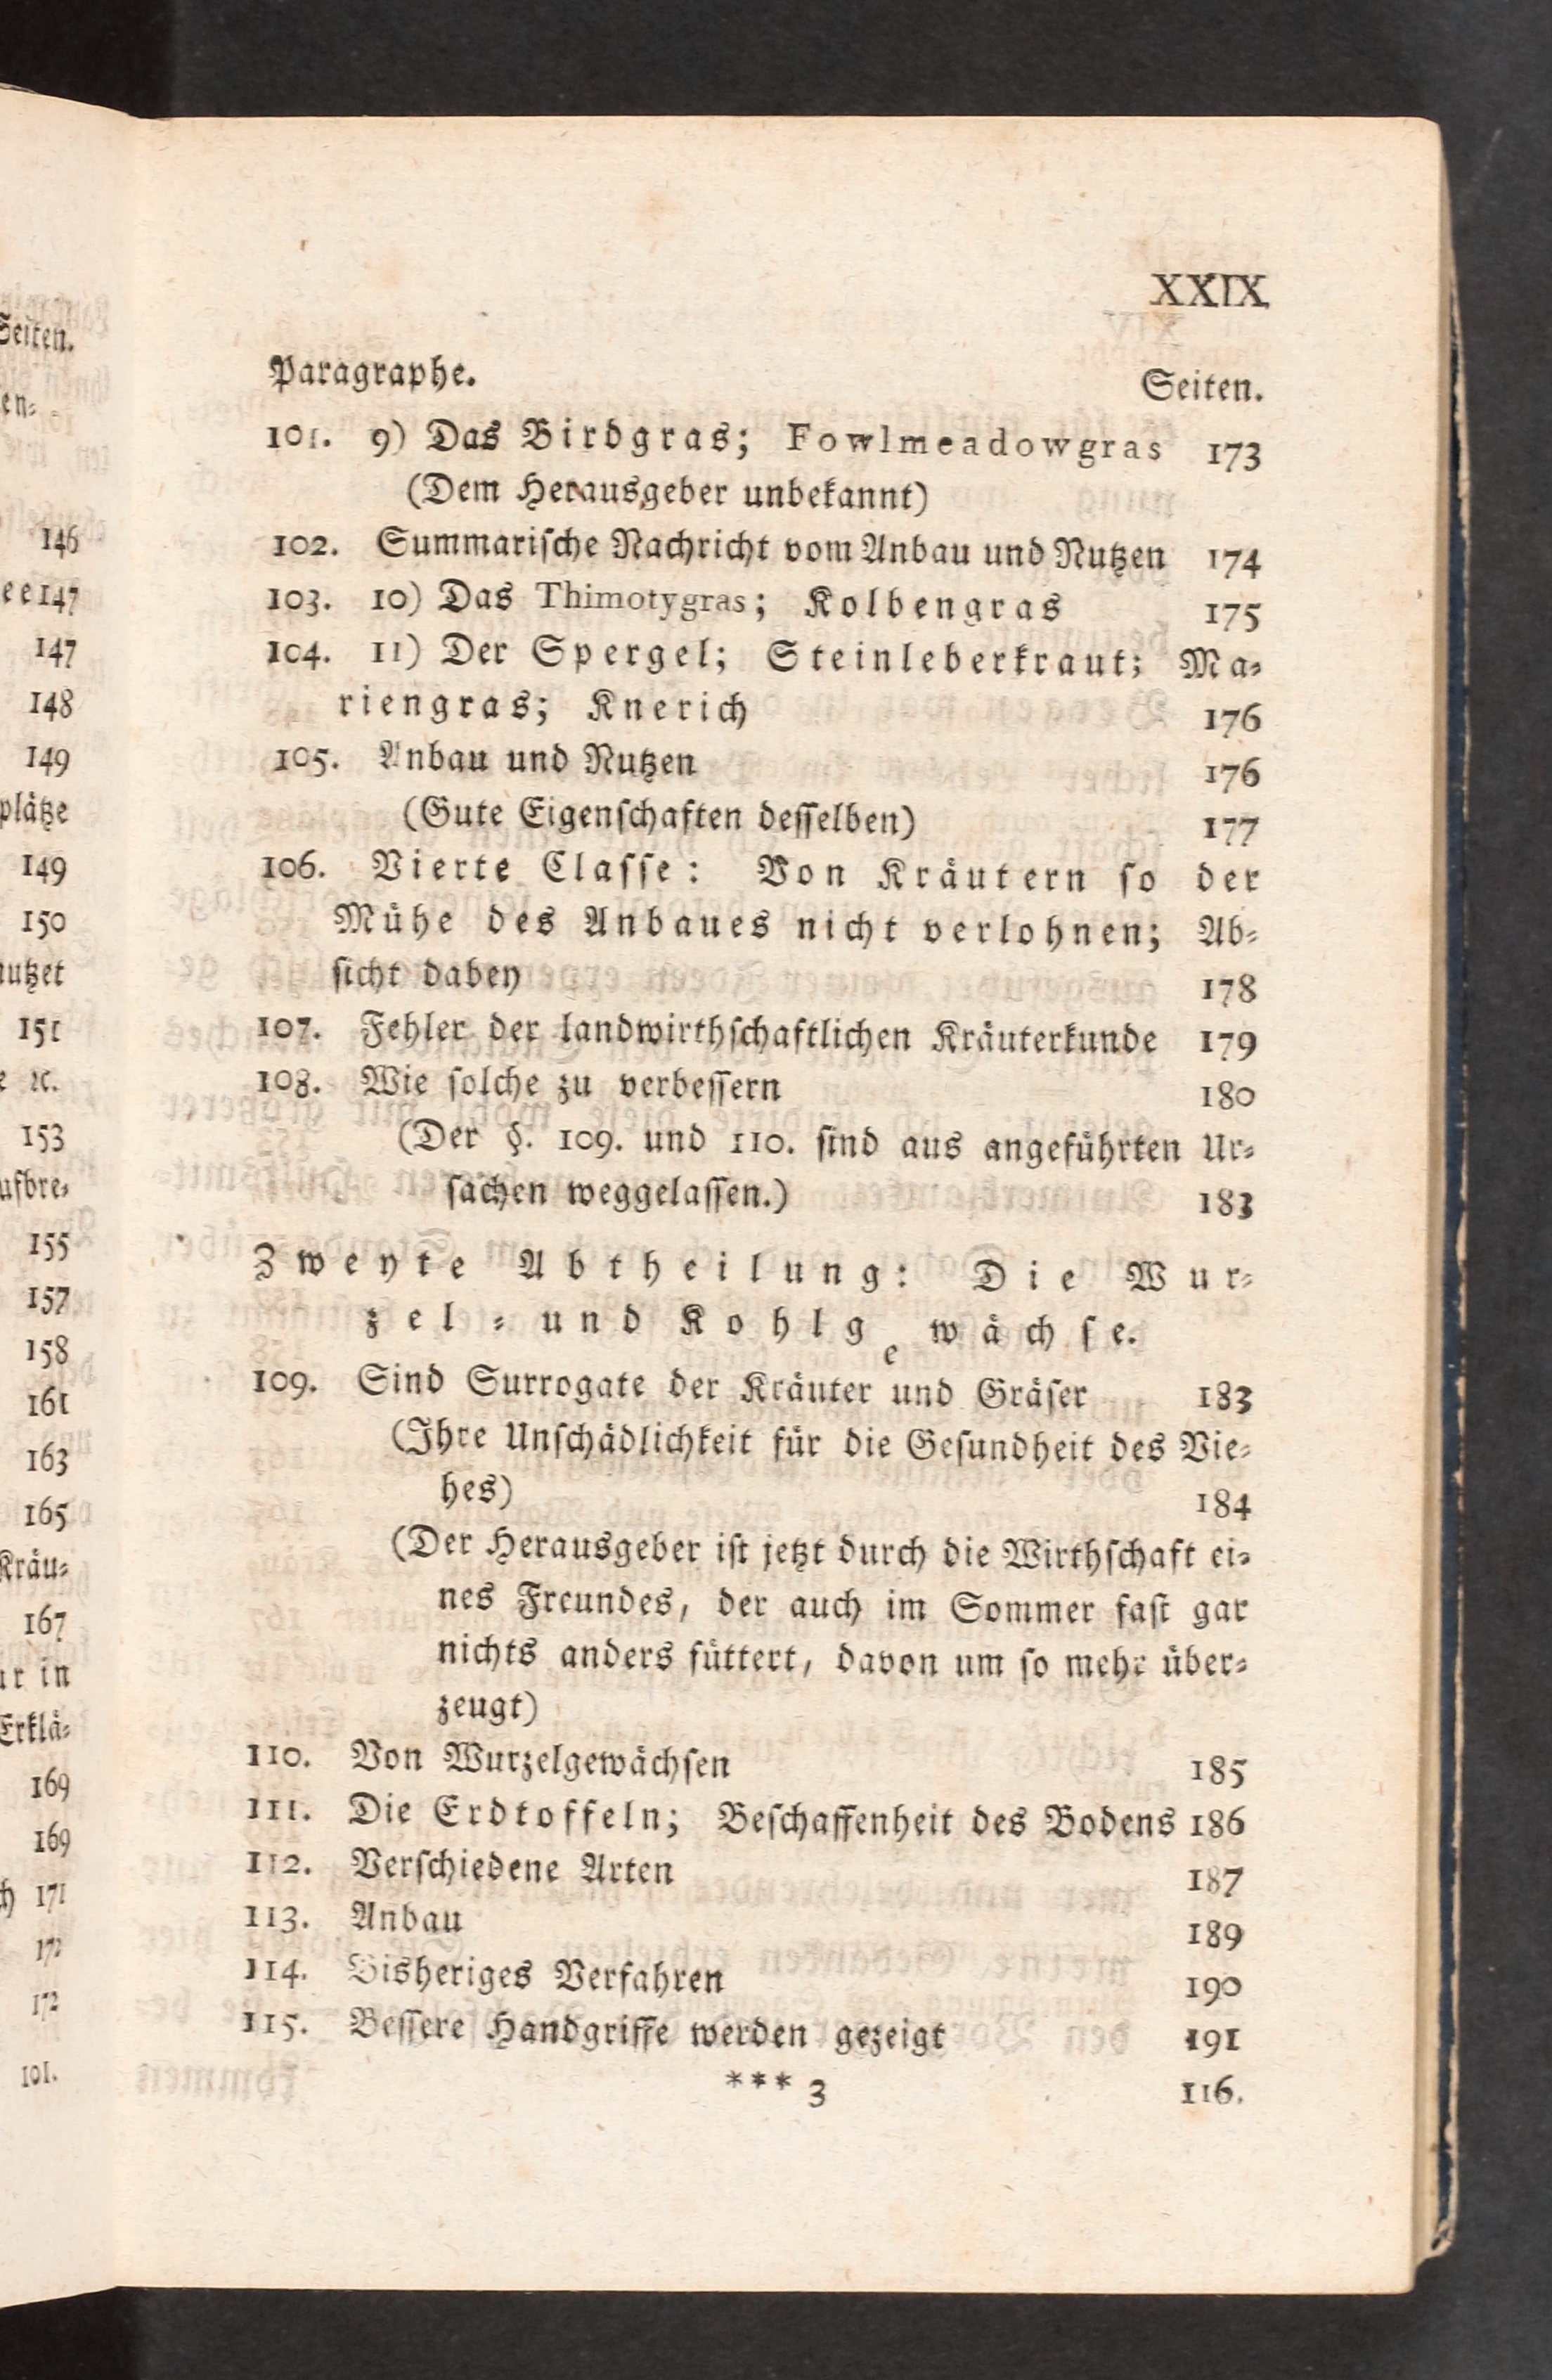 XXIX
Paragraphe. Seiten.
101. 9) Das Birdgras; Fowlmeadowgras 173
(Dem Herausgeber unbekannt)
102. Summarische Nachricht vom Anbau und Nutzen 174
103. 10) Das Thimotygras; Kolbengras 175
104. 11) Der Spergel; Steinleberkraut; Ma-
riengras; Knerich 176
105. Anbau und Nutzen 176
(Gute Eigenschaften desselben) 177
106. Vierte Classe: Von Kräutern so der
Mühe des Anbaues nicht verlohnen; Ab-
sicht dabey 178
107. Fehler der landwirthschaftlichen Kräuterkunde 179
108. Wie solche zu verbessern 180
(Der §. 109. und 110. sind aus angeführten Ur-
sachen weggelassen.) 183
Zweyte Abtheilung: Die Wur-
zel- und Kohlgewächse.
109. Sind Surrogate der Kräuter und Gräser 183
(Ihre Unschädlichkeit für die Gesundheit des Vie-
hes) 184
(Der Herausgeber ist jetzt durch die Wirthschaft ei-
nes Freundes, der auch im Sommer fast gar
nichts anders füttert, davon um so mehr über-
zeugt)
110. Von Wurzelgewächsen 185
111. Die Erdtoffeln; Beschaffenheit des Bodens 186
112. Verschiedene Arten 187
113. Anbau 189
114. Bisheriges Verfahren 190
115. Bessere Handgriffe werden gezeigt 191
*** 3 116.